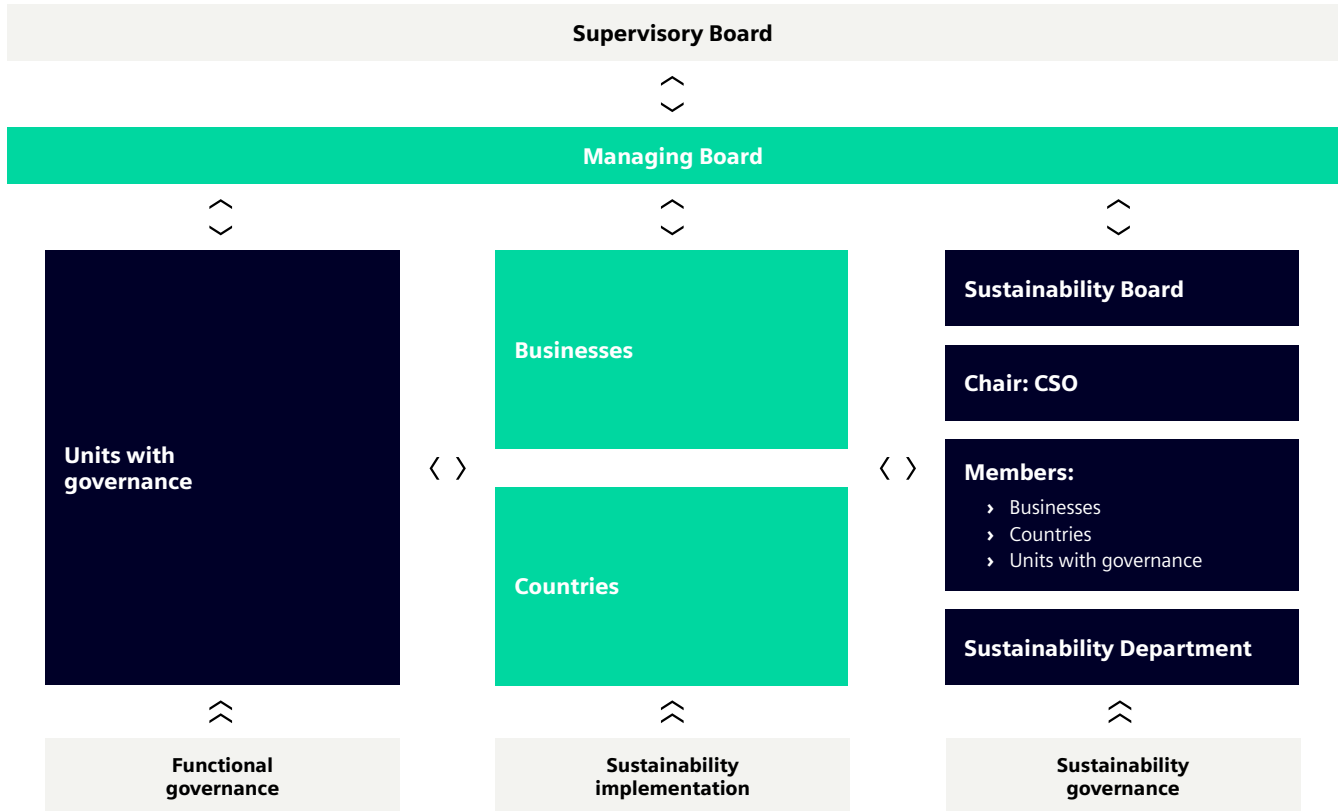 Supervisory Board
Managing Board
Units with
governance
Businesses
Countries
Sustainability Board
Chair: CSO
Members:
› Businesses
› Countries
› Units with governance
Sustainability Department
Functional
governance
Sustainability
implementation
Sustainability
governance